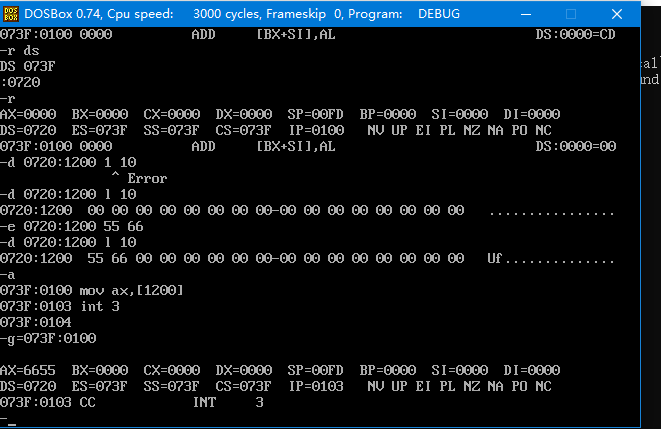 DOSBox 0.74, Cpu speed: 3000 cycles, Frameskip 0, Program: DEBUG
073F:0100 0000 ADD [BX+SI],AL DS:0000=CD
-r ds
DS 073F
:0720
-r
AX=0000 BX=0000 CX=0000 DX=0000 SP=00FD BP=0000 SI=0000 DI=0000
DS=0720 ES=073F SS=073F CS=073F IP=0100 NV UP EI PL NZ NA PO NC
073F:0100 0000 ADD [BX+SI],AL DS:0000=00
-d 0720:1200 1 10
^ Error
-d 0720:1200 l 10
0720:1200 00 00 00 00 00 00 00 00-00 00 00 00 00 00 00 00 ................
-e 0720:1200 55 66
-d 0720:1200 l 10
0720:1200 55 66 00 00 00 00 00 00-00 00 00 00 00 00 00 00 Uf..............
-a
073F:0100 mov ax,[1200]
073F:0103 int 3
073F:0104
-g=073F:0100
AX=6655 BX=0000 CX=0000 DX=0000 SP=00FD BP=0000 SI=0000 DI=0000
DS=0720 ES=073F SS=073F CS=073F IP=0103 NV UP EI PL NZ NA PO NC
073F:0103 CC INT 3
-_